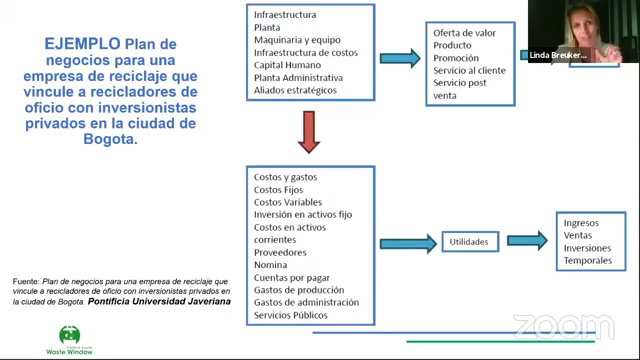 EJEMPLO Plan de
negocios para una
empresa de reciclaje que
vincule a recicladores de
oficio con inversionistas
privados en la ciudad de
Bogota.
Infraestructura
Planta
Maquinaria y equipo
Infraestructura de costos
Capital Humano
Planta Administrativa
Aliados estratégicos
Oferta de valor
Producto
Promoción
Servicio al cliente
Servicio post
venta
Linda Breuker...
Costos y gastos
Costos Fijos
Costos Variables
Inversión en activos fijo
Costos en activos
corrientes
Proveedores
Nomina
Cuentas por pagar
Gastos de producción
Gastos de administración
Servicios Públicos
Utilidades
Ingresos
Ventas
Inversiones
Temporales
Fuente: Plan de negocios para una empresa de reciclaje que
vincule a recicladores de oficio con inversionistas privados en
la ciudad de Bogota. Pontificia Universidad Javeriana
Waste Window
zoom